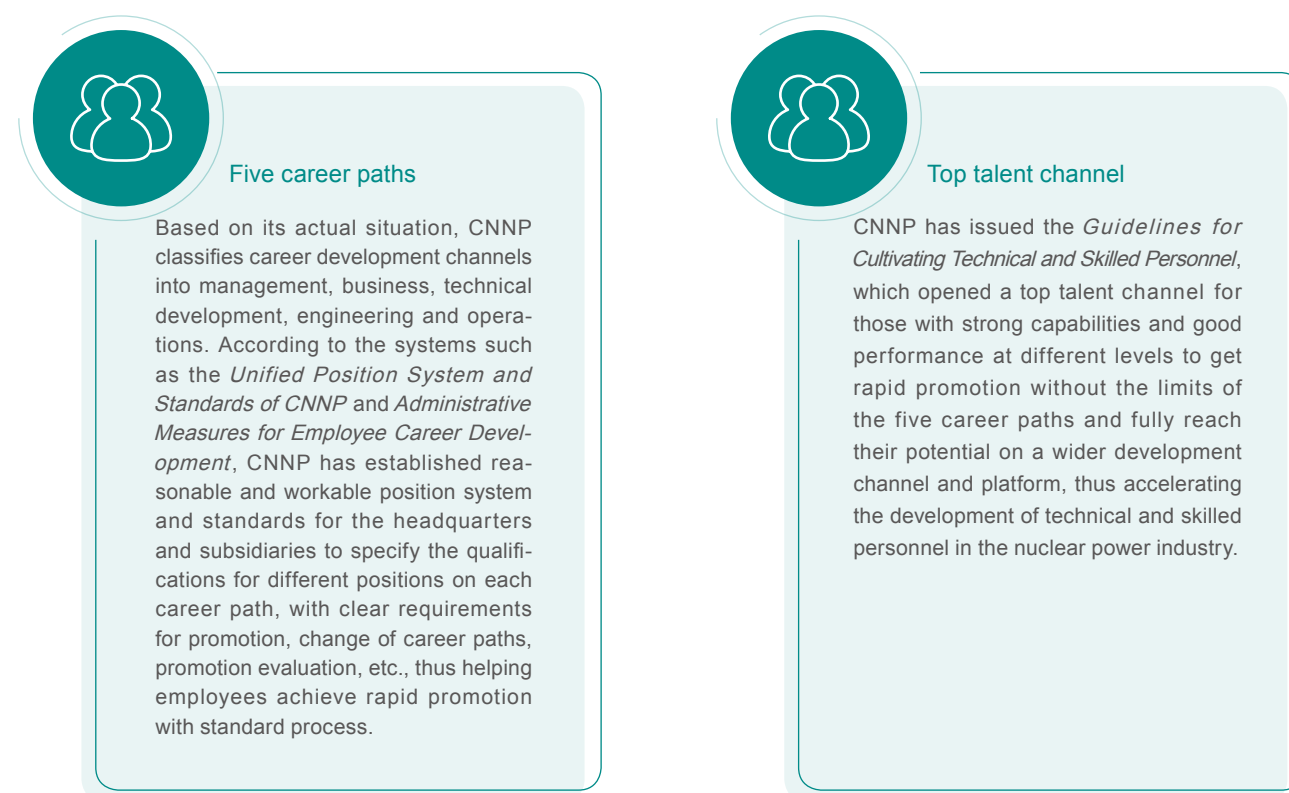 Five career paths
Based on its actual situation, CNNP
classifies career development channels
into management, business, technical
development, engineering and opera-
tions. According to the systems such
as the Unified Position System and
Standards of CNNP and Administrative
Measures for Employee Career Devel-
opment, CNNP has established rea-
sonable and workable position system
and standards for the headquarters
and subsidiaries to specify the qualifi-
cations for different positions on each
career path, with clear requirements
for promotion, change of career paths,
promotion evaluation, etc., thus helping
employees achieve rapid promotion
with standard process.
Top talent channel
CNNP has issued the Guidelines for
Cultivating Technical and Skilled Personnel,
which opened a top talent channel for
those with strong capabilities and good
performance at different levels to get
rapid promotion without the limits of
the five career paths and fully reach
their potential on a wider development
channel and platform, thus accelerating
the development of technical and skilled
personnel in the nuclear power industry.